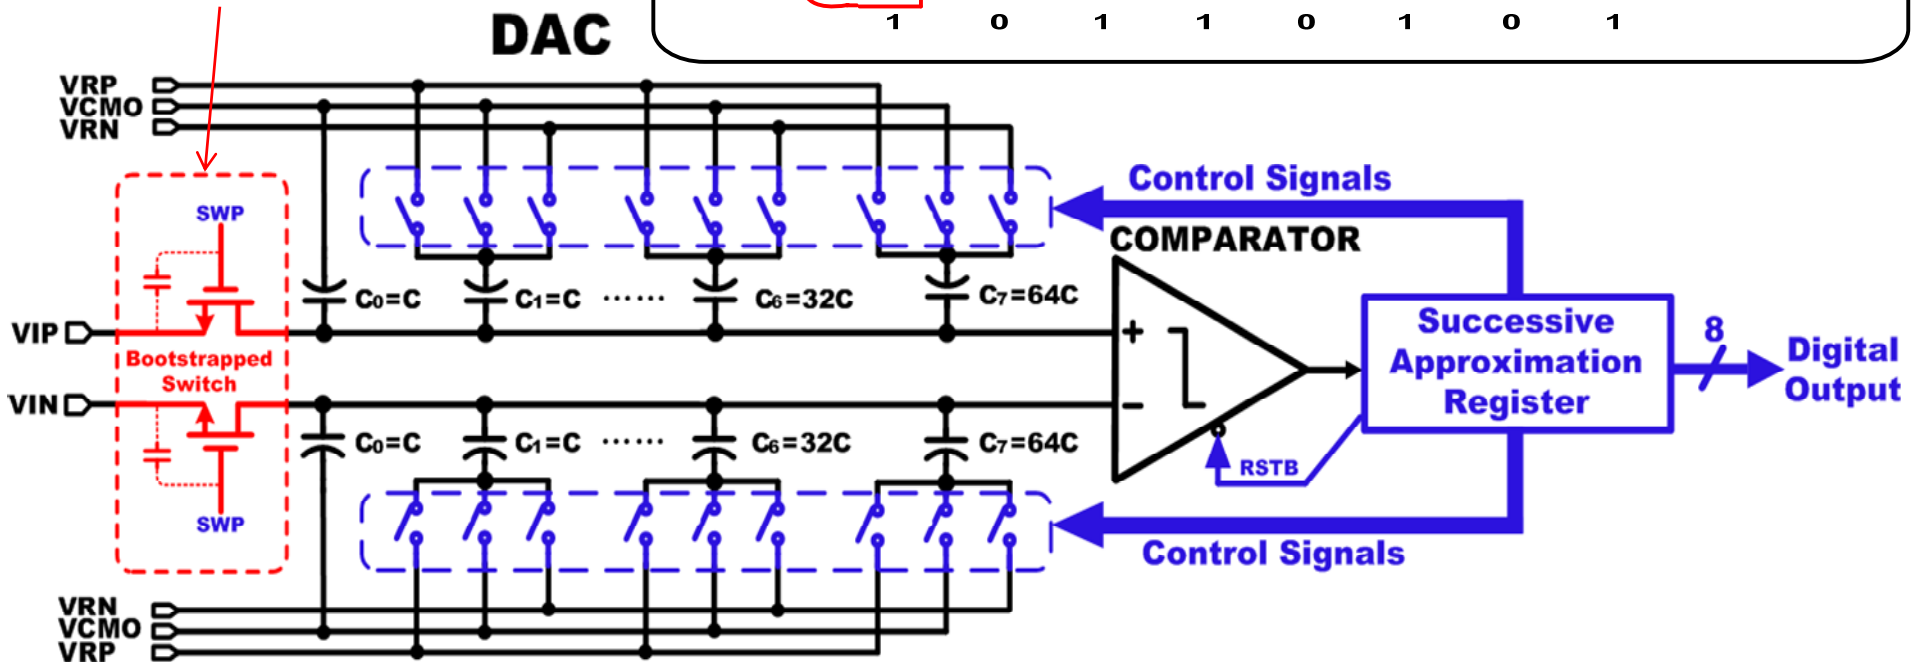 1 0 1 1 0 1 0 1
DAC
VRP
VCMO
VRN
Control Signals
SWP
COMPARATOR
C0=C C1=C ...... C6=32C C7=64C
VIP
+
Successive
Approximation
Register
8
Digital
Output
Bootstrapped
Switch
VIN
−
C0=C C1=C ...... C6=32C C7=64C
RSTB
SWP
Control Signals
VRN
VCMO
VRP